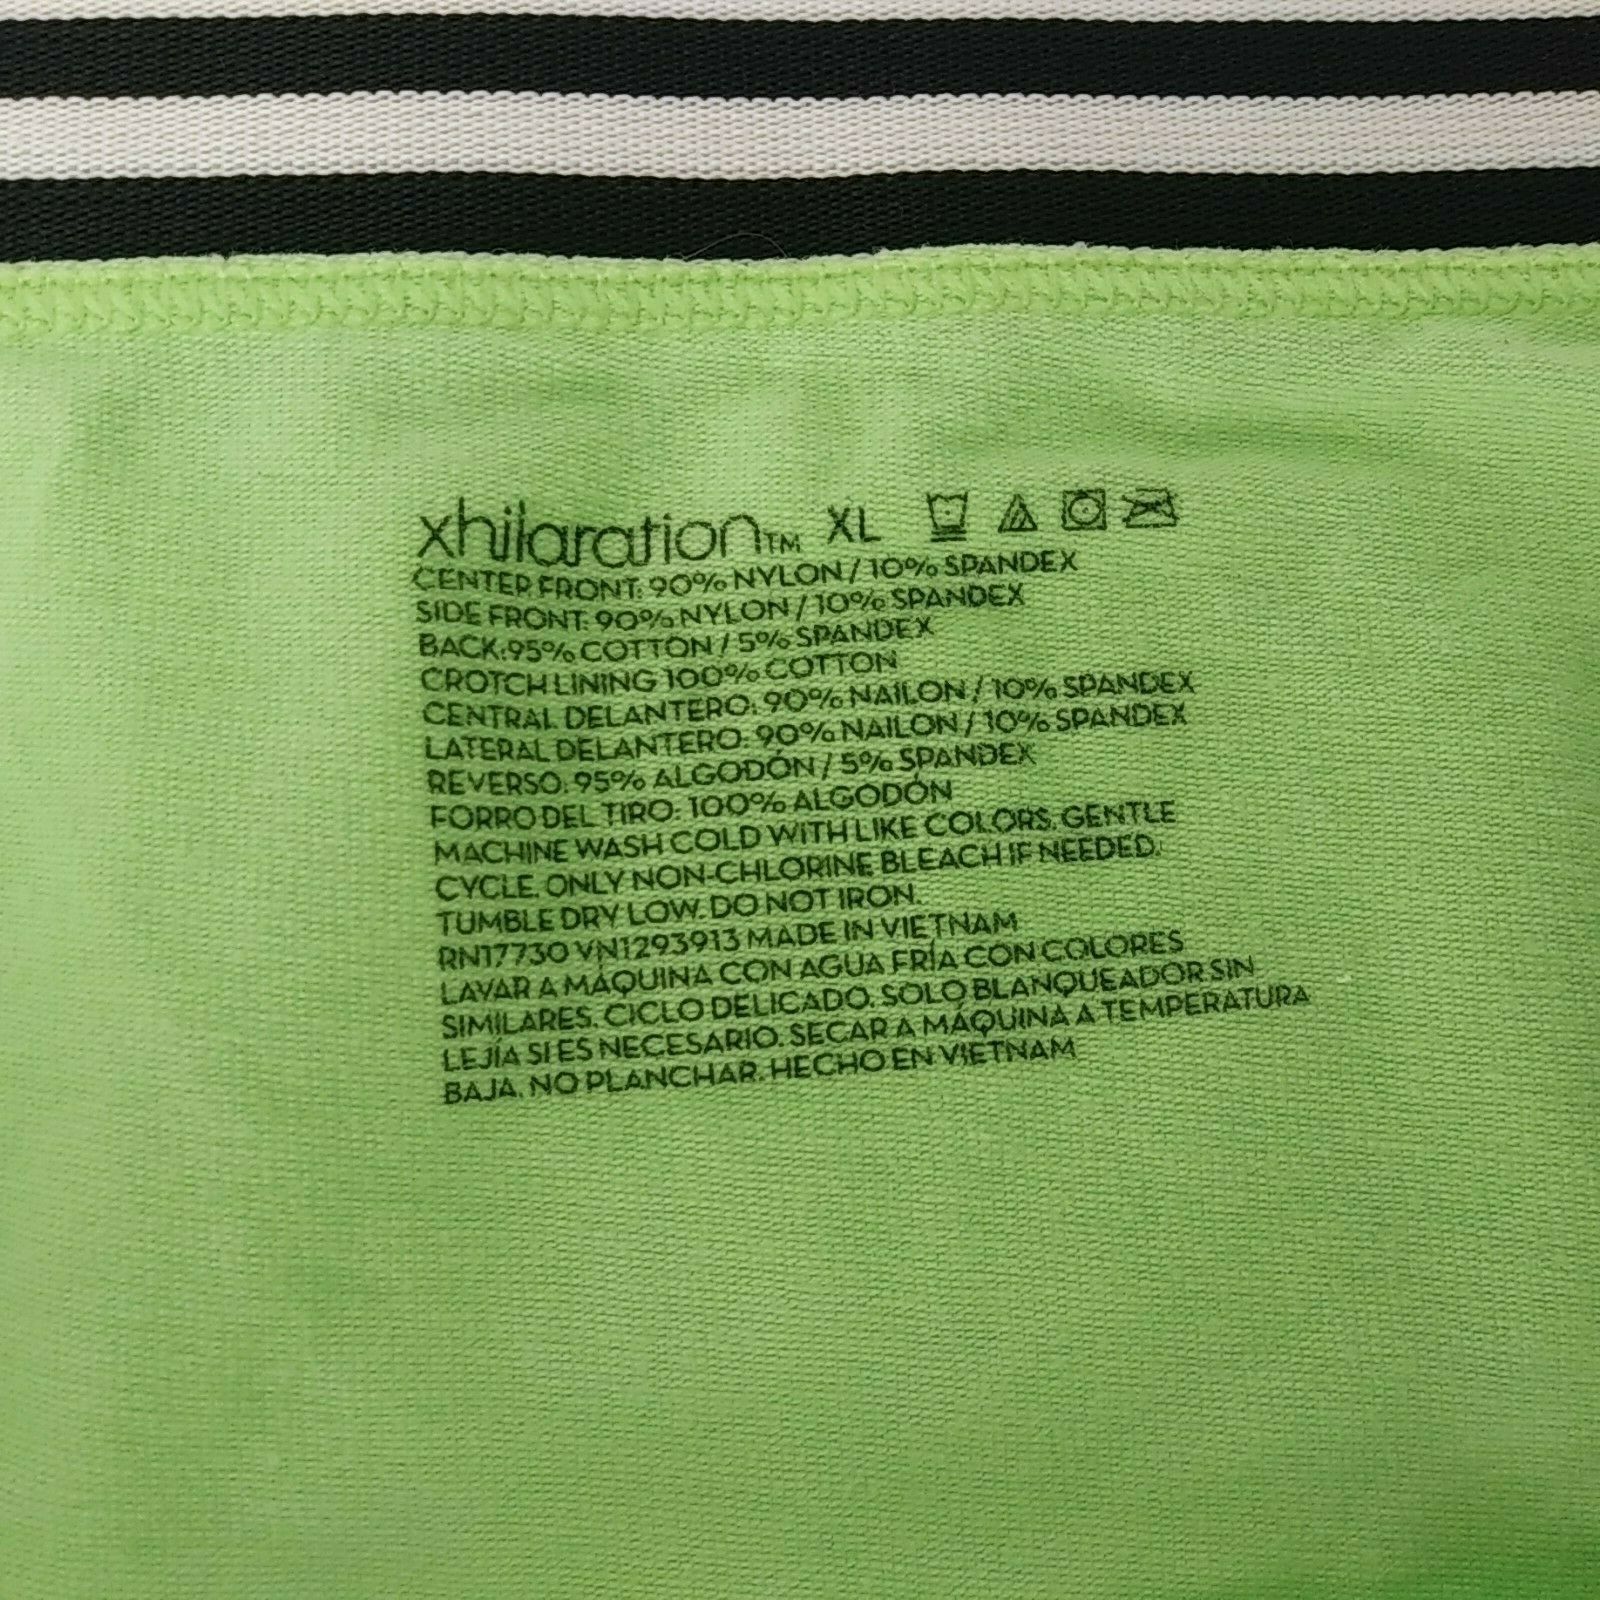 xhilaration™ XL
CENTER FRONT: 90% NYLON / 10% SPANDEX
SIDE FRONT: 90% NYLON / 10% SPANDEX
BACK: 95% COTTON / 5% SPANDEX
CROTCH LINING 100% COTTON
CENTRAL DELANTERO: 90% NAILON / 10% SPANDEX
LATERAL DELANTERO: 90% NAILON / 10% SPANDEX
REVERSO: 95% ALGODÓN / 5% SPANDEX
FORRO DEL TIRO: 100% ALGODÓN
MACHINE WASH COLD WITH LIKE COLORS. GENTLE
CYCLE. ONLY NON-CHLORINE BLEACH IF NEEDED.
TUMBLE DRY LOW. DO NOT IRON.
RN17730 VN1293913 MADE IN VIETNAM
LAVAR A MÁQUINA CON AGUA FRÍA CON COLORES
SIMILARES. CICLO DELICADO. SOLO BLANQUEADOR SIN
LEJÍA SI ES NECESARIO. SECAR A MÁQUINA A TEMPERATURA
BAJA. NO PLANCHAR. HECHO EN VIETNAM